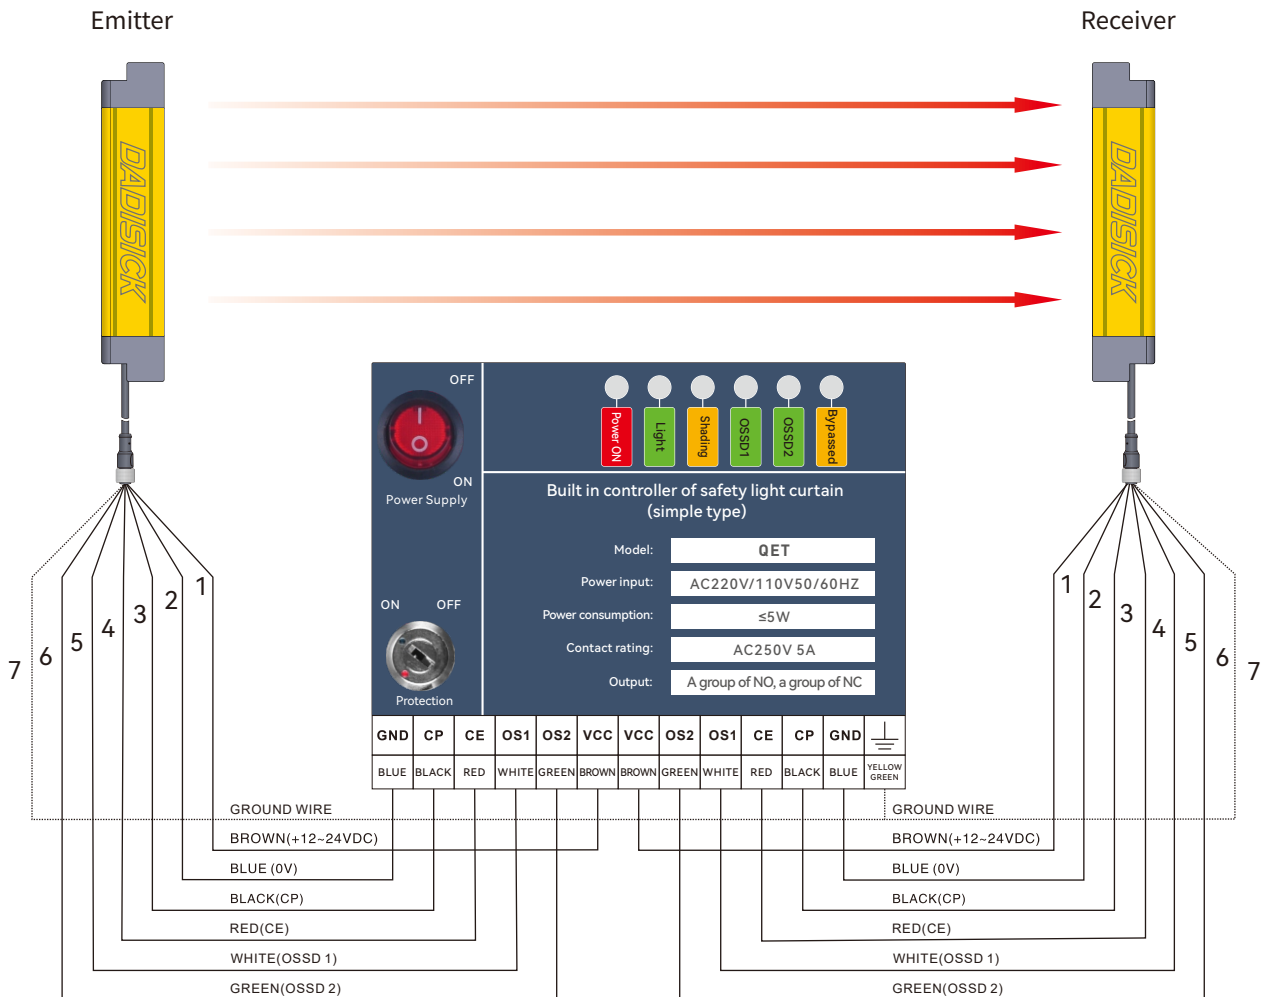 Emitter
Receiver
DADISICK
DADISICK
OFF
ON
Power Supply
Power ON
Light
Shading
OSSD1
OSSD2
Bypassed
Built in controller of safety light curtain
(simple type)
Model: QET
Power input: AC220V/110V50/60HZ
Power consumption: ≤5W
Contact rating: AC250V 5A
Output: A group of NO, a group of NC
ON OFF
Protection
GND CP CE OS1 OS2 VCC VCC OS2 OS1 CE CP GND
BLUE BLACK RED WHITE GREEN BROWN BROWN GREEN WHITE RED BLACK BLUE YELLOW GREEN
7 6 5 4 3 2 1
1 2 3 4 5 6 7
GROUND WIRE
BROWN(+12~24VDC)
BLUE (0V)
BLACK(CP)
RED(CE)
WHITE(OSSD 1)
GREEN(OSSD 2)
GROUND WIRE
BROWN(+12~24VDC)
BLUE (0V)
BLACK(CP)
RED(CE)
WHITE(OSSD 1)
GREEN(OSSD 2)